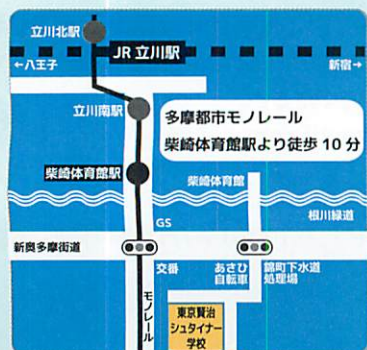 立川北駅
JR 立川駅
←八王子
新宿→
立川南駅
多摩都市モノレール
柴崎体育館駅より徒歩 10 分
柴崎体育館駅
柴崎体育館
根川緑道
GS
新奥多摩街道
交番
あさひ
自転車
錦町下水道
処理場
モノレール
東京賢治
シュタイナー
学校